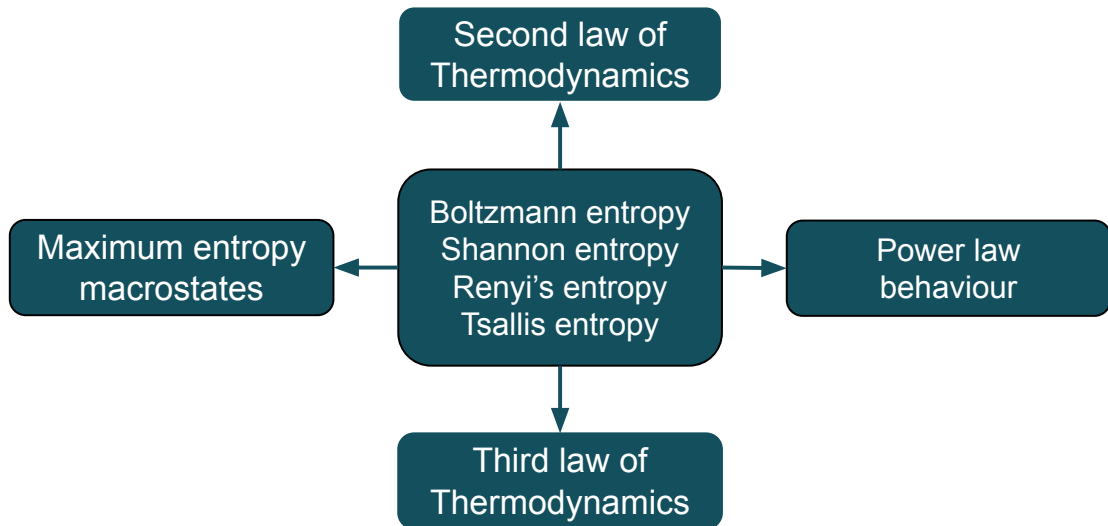 Second law of
Thermodynamics
Boltzmann entropy
Shannon entropy
Renyi's entropy
Tsallis entropy
Maximum entropy
macrostates
Power law
behaviour
Third law of
Thermodynamics